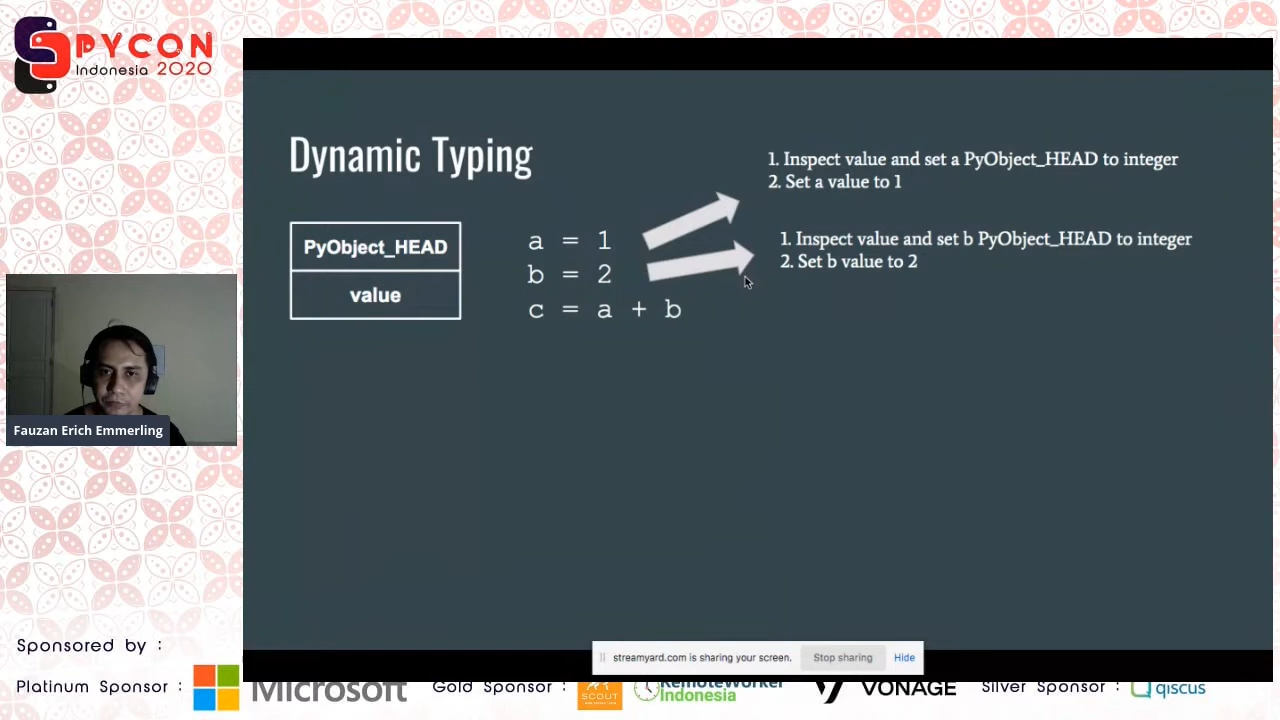 PYCON
Indonesia 2020
Dynamic Typing
PyObject_HEAD
value
a = 1
b = 2
c = a + b
1. Inspect value and set a PyObject_HEAD to integer
2. Set a value to 1
1. Inspect value and set b PyObject_HEAD to integer
2. Set b value to 2
Fauzan Erich Emmerling
streamyard.com is sharing your screen.
Stop sharing
Hide
Sponsored by :
Platinum Sponsor :
Microsoft
Gold Sponsor :
SCOUT
RemoteWorker
Indonesia
VONAGE
Silver Sponsor :
qiscus